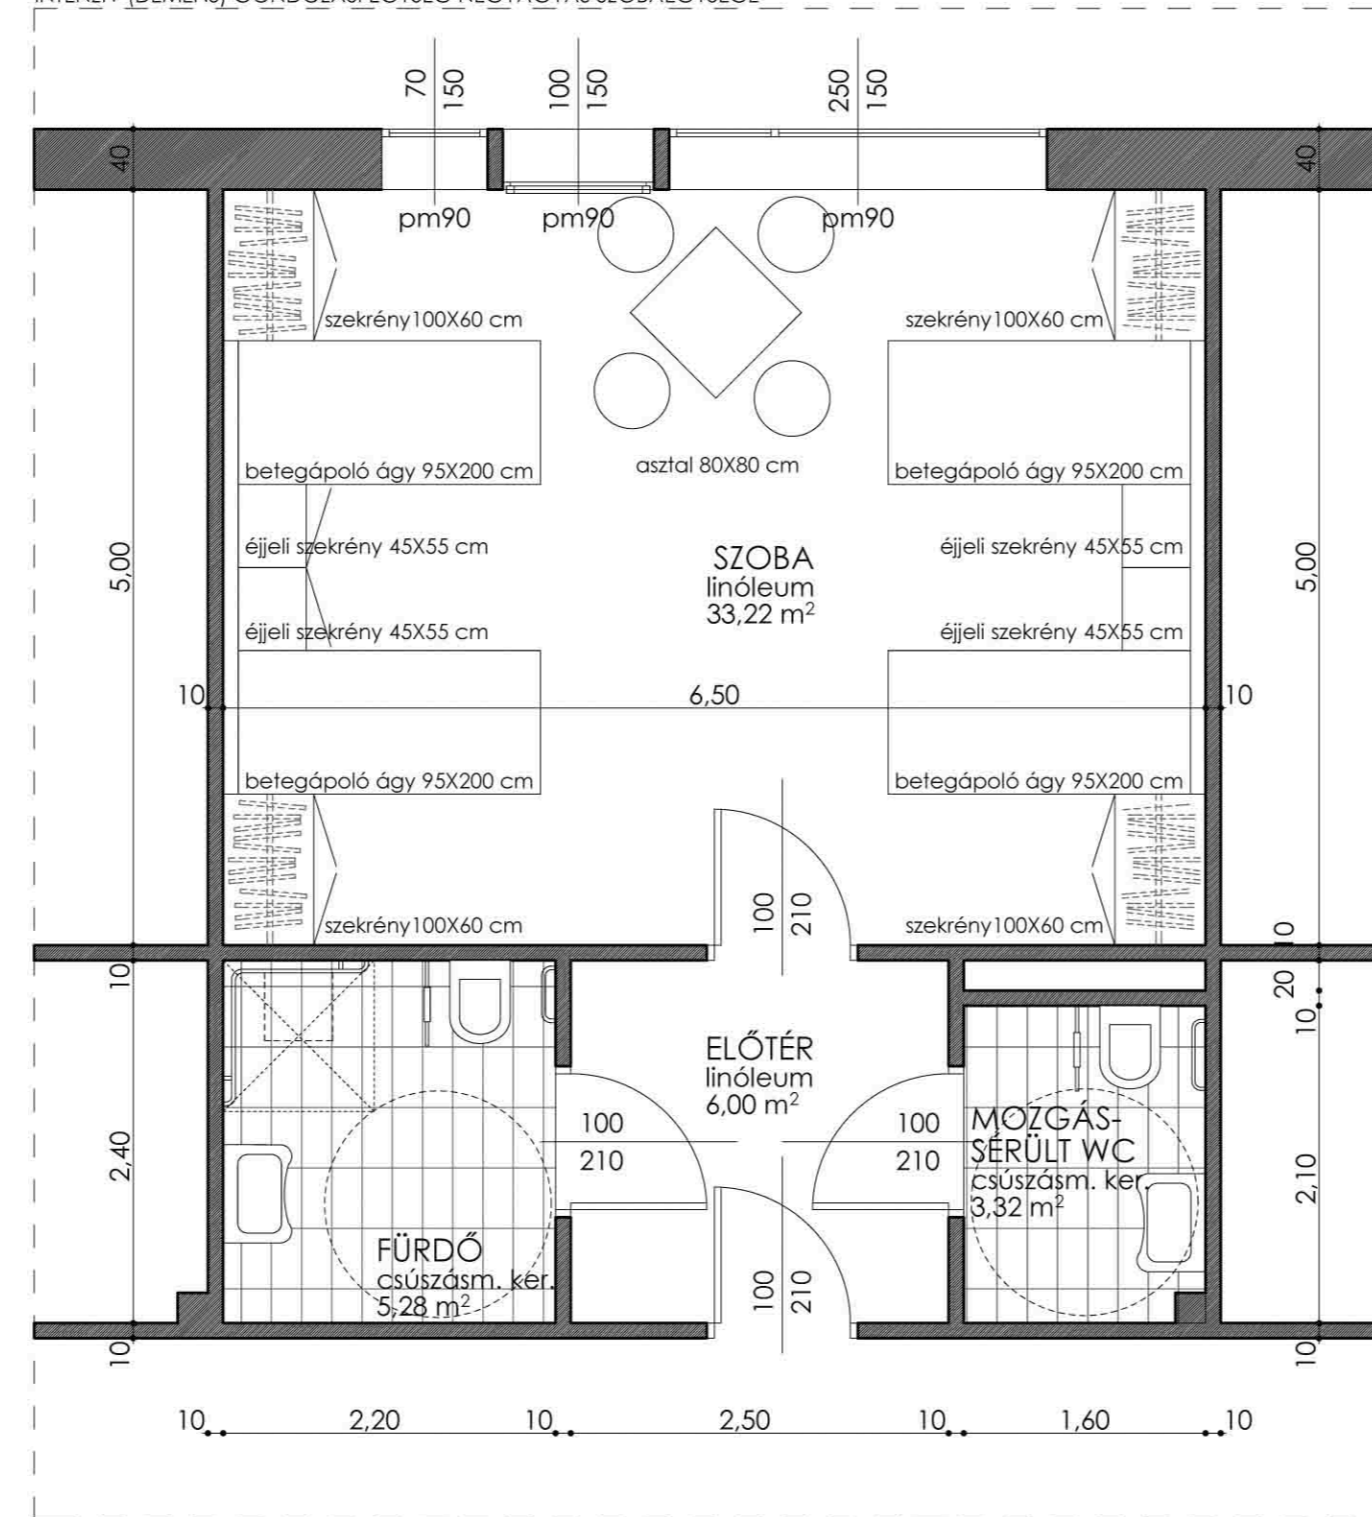 70
150
100
150
250
150
40
40
pm90
pm90
pm90
szekrény100X60 cm
szekrény100X60 cm
betegápoló ágy 95X200 cm
asztal 80X80 cm
betegápoló ágy 95X200 cm
5,00
éjjeli szekrény 45X55 cm
SZOBA
linóleum
33,22 m²
éjjeli szekrény 45X55 cm
5,00
éjjeli szekrény 45X55 cm
éjjeli szekrény 45X55 cm
10
6,50
10
betegápoló ágy 95X200 cm
betegápoló ágy 95X200 cm
szekrény100X60 cm
100
210
szekrény100X60 cm
10
10
20
10
ELŐTÉR
linóleum
6,00 m²
100
210
100
210
MOZGÁS-
SÉRÜLT WC
csúszásm. ker.
3,32 m²
2,40
2,10
FÜRDŐ
csúszásm. ker.
5,28 m²
100
210
10
10
10
2,20
10
2,50
10
1,60
10